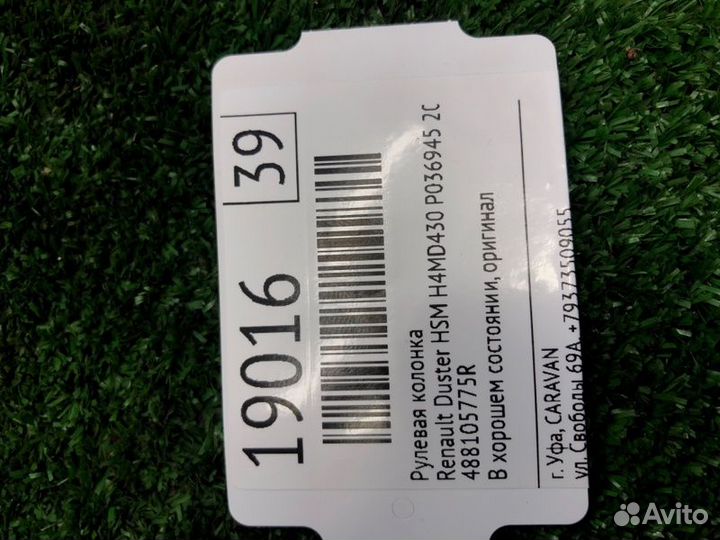 19016 39
Рулевая колонка
Renault Duster HSM H4MD430 P036945 2C
488105775R
В хорошем состоянии, оригинал
г. Уфа, CARAVAN
ул. Свободы 69А, +79373509055
Avito